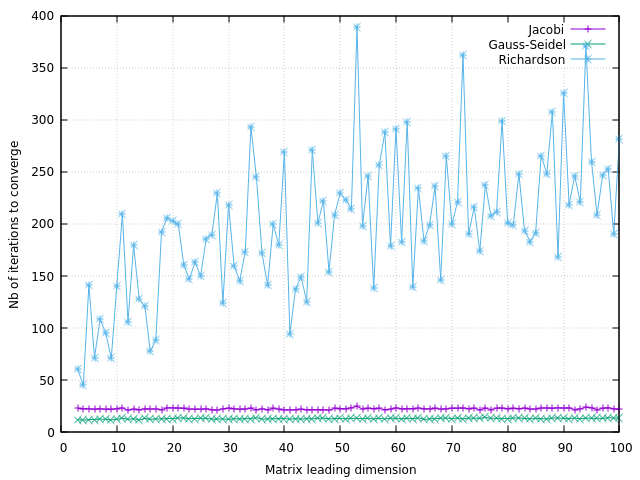 400
350
300
250
200
150
100
50
0
Nb of iterations to converge
Jacobi
Gauss-Seidel
Richardson
0 10 20 30 40 50 60 70 80 90 100
Matrix leading dimension